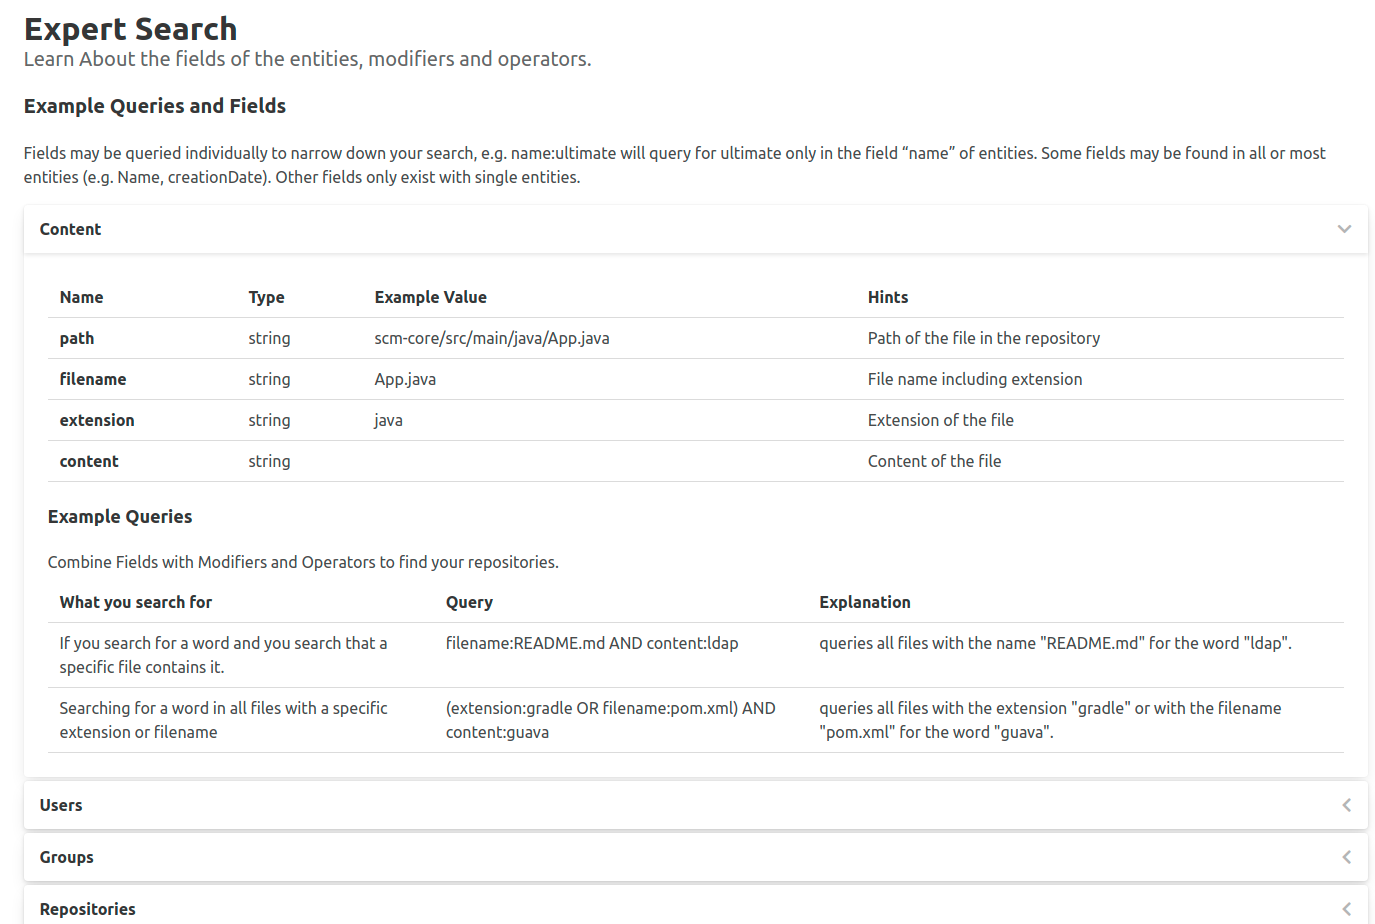 Expert Search
Learn About the fields of the entities, modifiers and operators.
Example Queries and Fields
Fields may be queried individually to narrow down your search, e.g. name:ultimate will query for ultimate only in the field “name” of entities. Some fields may be found in all or most
entities (e.g. Name, creationDate). Other fields only exist with single entities.
Content
Name Type Example Value Hints
path string scm-core/src/main/java/App.java Path of the file in the repository
filename string App.java File name including extension
extension string java Extension of the file
content string Content of the file
Example Queries
Combine Fields with Modifiers and Operators to find your repositories.
What you search for Query Explanation
If you search for a word and you search that a filename:README.md AND content:ldap queries all files with the name "README.md" for the word "ldap".
specific file contains it.
Searching for a word in all files with a specific (extension:gradle OR filename:pom.xml) AND queries all files with the extension "gradle" or with the filename
extension or filename content:guava "pom.xml" for the word "guava".
Users
Groups
Repositories